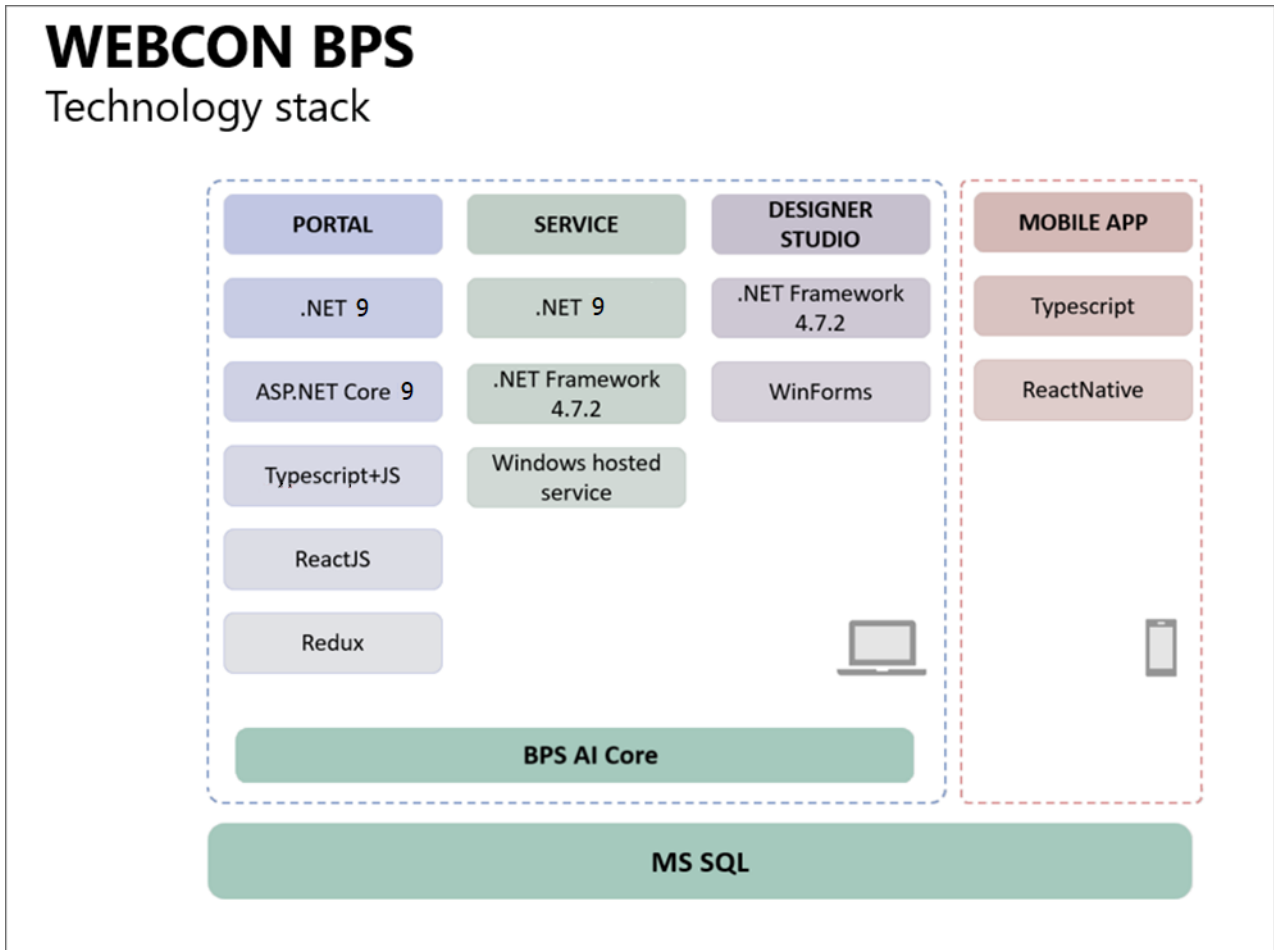 WEBCON BPS
Technology stack
PORTAL
.NET 9
ASP.NET Core 9
Typescript+JS
ReactJS
Redux
SERVICE
.NET 9
.NET Framework
4.7.2
Windows hosted
service
DESIGNER
STUDIO
.NET Framework
4.7.2
WinForms
BPS AI Core
MOBILE APP
Typescript
ReactNative
MS SQL